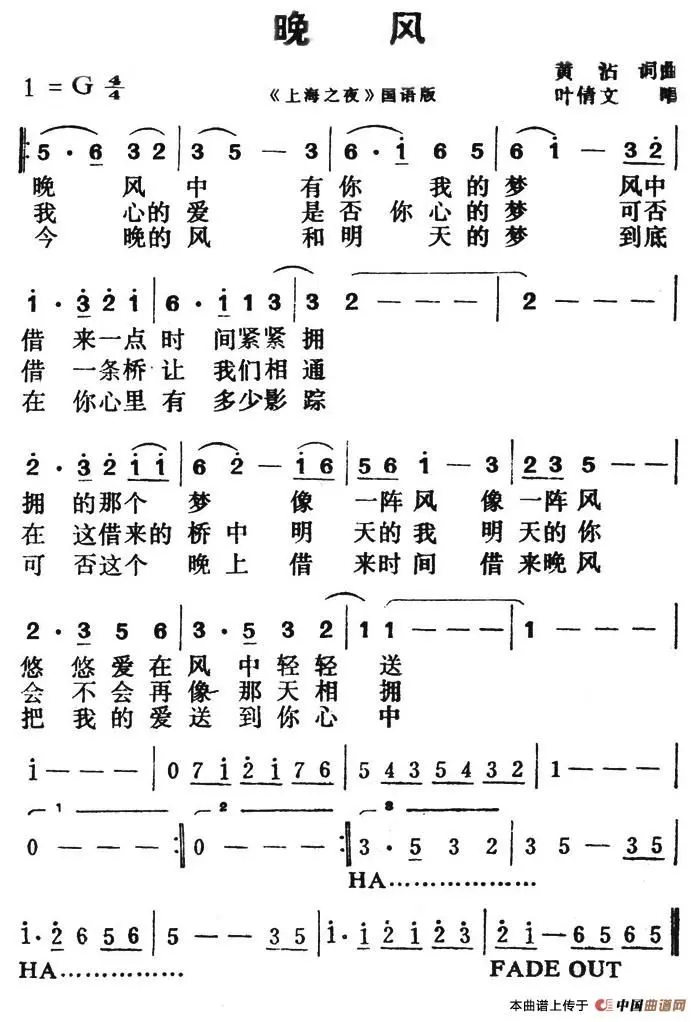 晚 风
1 = G 4/4
《上海之夜》国语版
黄 沾 词曲
叶倩文 唱
5 · 6 3 2 | 3 5 — 3 | 6 · i 6 5 | 6 i — 3 2 |
晚 风 中 有 你 我 的 梦 风中
我 心的 爱 是 否 你 心 的 梦 可否
今 晚的 风 和 明 天 的 梦 到底
1 · 3 2 1 | 6 · 1 1 3 | 3 2 — — | 2 — — — |
借 来一点 时 间紧紧 拥
借 一条桥 让 我们相 通
在 你心里 有 多少影 踪
2 · 3 2 1 1 | 6 2 — 1 6 | 5 6 1 — 3 | 2 3 5 — — |
拥 的那个 梦 像 一阵 风 像 一阵 风
在 这借来的 桥 中 明 天的 我 明 天的 你
可 否这个 晚 上 借 来时 间 借 来晚 风
2 · 3 5 6 | 3 · 5 3 2 | 1 1 — — — | 1 — — — |
悠 悠爱在 风 中轻轻 送
会 不会再像 那天相 拥
把 我的爱送 到你心 中
i — — — | 0 7 i 2 i 7 6 | 5 4 3 5 4 3 2 | 1 — — — |
1 2 3
0 — — — :| 0 — — — :| 3 · 5 3 2 | 3 5 — 3 5 |
HA………………
i · 2 6 5 6 | 5 — — 3 5 | i · i 2 i 2 3 | 2 i — 6 5 6 5 |
HA…………… FADE OUT
本曲谱上传于 中国曲谱网